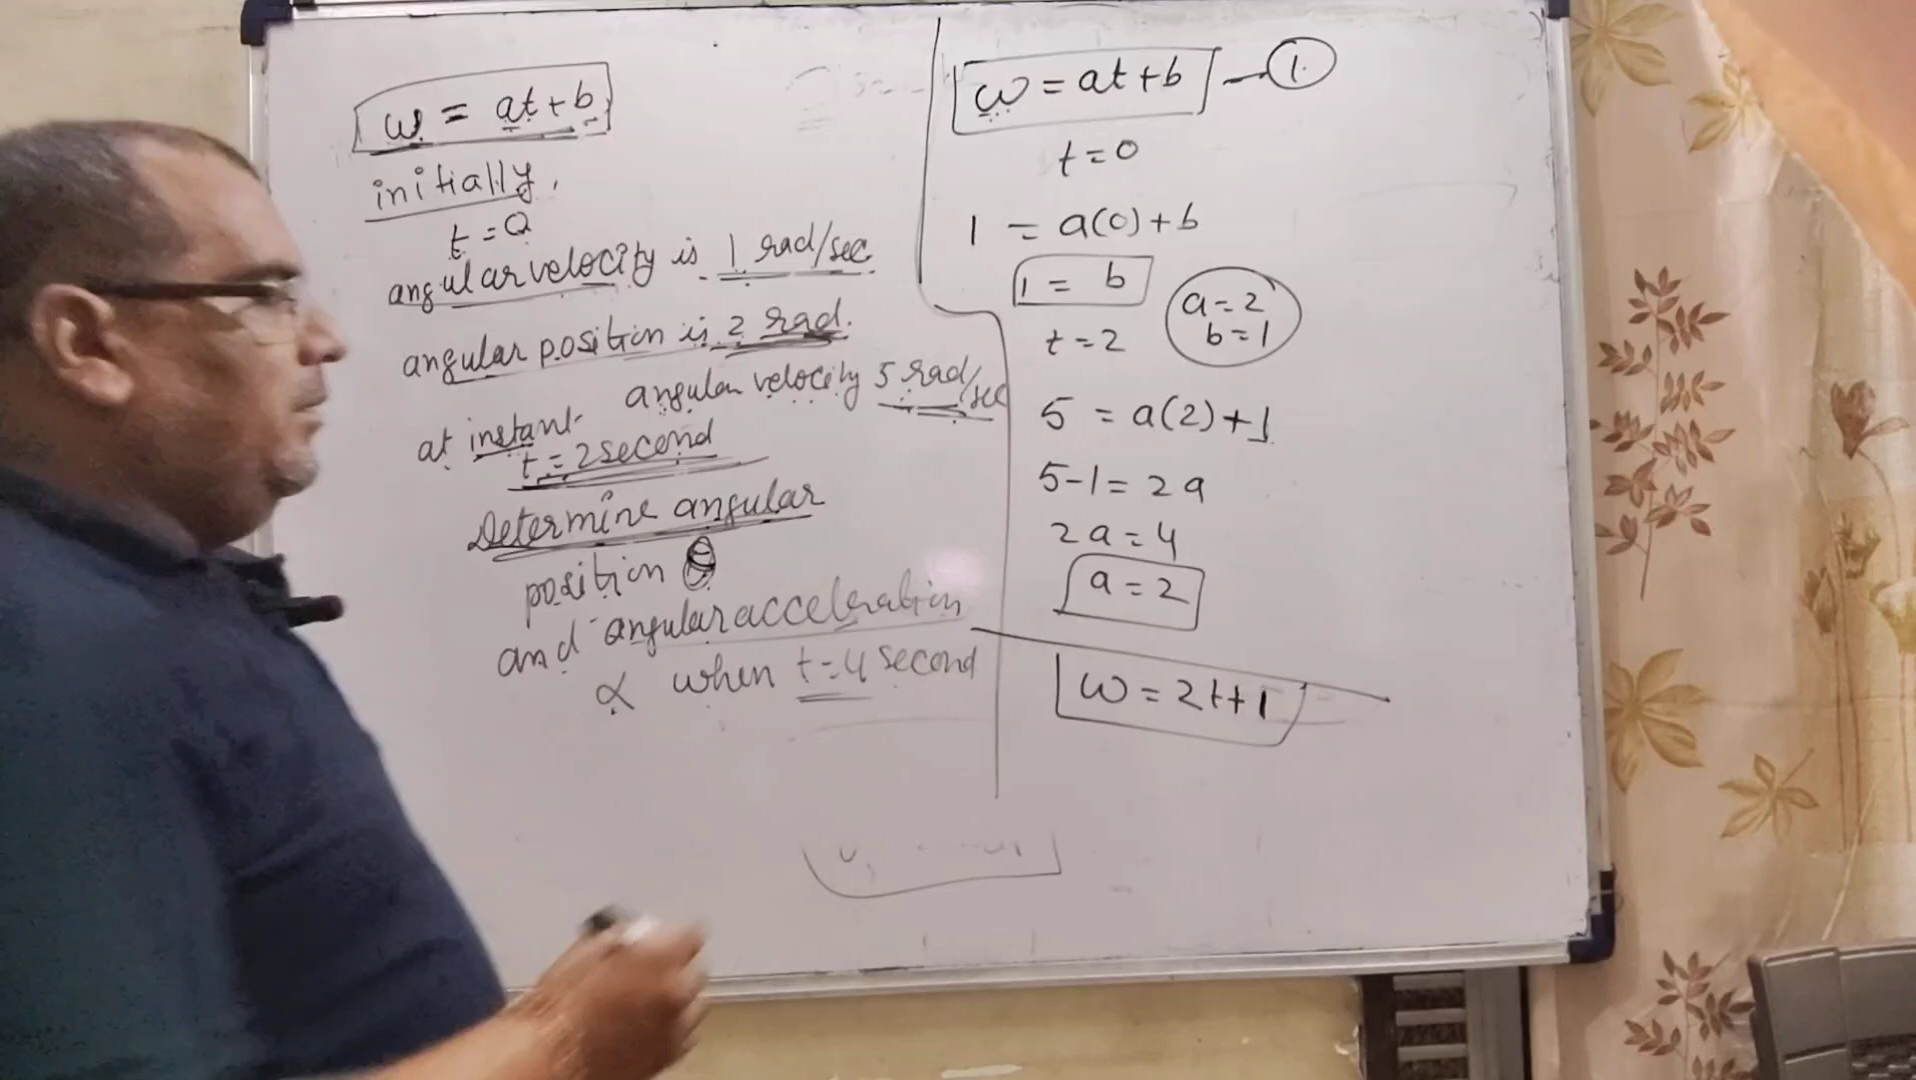 ω = at + b
initially,
t = 0
angular velocity is 1 rad/sec
angular position is 2 rad.
angular velocity 5 rad/sec
at instant
t = 2 second
Determine angular
position θ
and angular acceleration
α when t = 4 second
ω = at + b — 1.
t = 0
1 = a(0) + b
1 = b
t = 2
a = 2
b = 1
5 = a(2) + 1
5 - 1 = 2a
2a = 4
a = 2
ω = 2t + 1